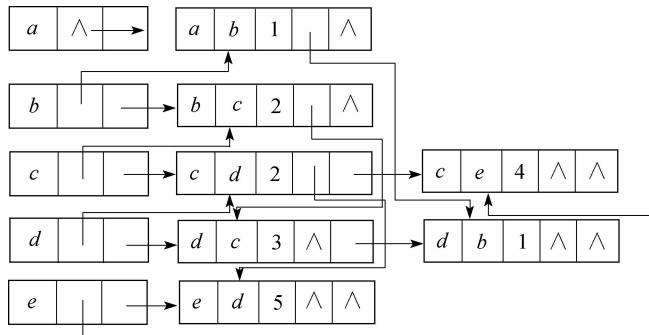 a ∧ a b 1 ∧
b b c 2 ∧
c c d 2 c e 4 ∧ ∧
d d c 3 ∧ d b 1 ∧ ∧
e e d 5 ∧ ∧